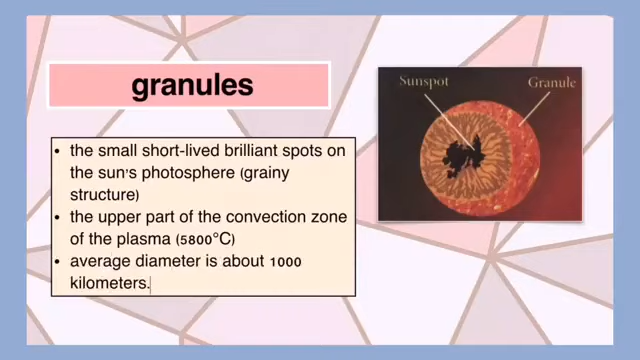 granules
• the small short-lived brilliant spots on
the sun's photosphere (grainy
structure)
• the upper part of the convection zone
of the plasma (5800°C)
• average diameter is about 1000
kilometers.
Sunspot
Granule